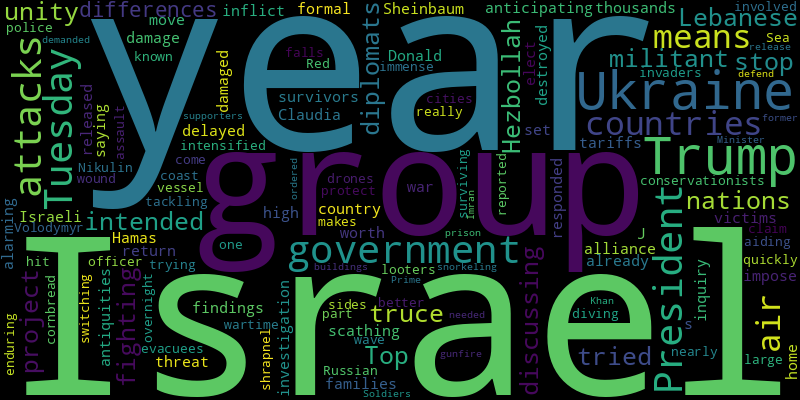 unity
differences
inflict
formal
Sheinbaum
anticipating
thousands
involved
police
move
damage
known
year
diplomats
Donald
immense
demanded
Lebanese
means
Sea
release
attacks
Tuesday
released
saying
assault
damaged
falls
Red
elect
survivors
Claudia
cities
really
Hezbollah
destroyed
militant
stop
invaders
defend
Ukraine
supporters
former
delayed
intensified
set
countries
tariffs
Minister
Nikulin
wound
come
coast
vessel
tackling
group
ordered
drones
protect
war
surviving
Imran
reported
responded
Trump
conservationists
alarming
Israeli
Volodymyr
intended
high
country
makes
worth
victims
nations
claim
Hamas
return
one
prison
government
discussing
alliance
already
President
inquiry
aiding
quickly
impose
hit
officer
trying
buildings
snorkeling
looters
Prime
Israel
enduring
project
cornbread
switching
antiquities
fighting
overnight
findings
investigation
wartime
sides
part
better
scathing
truce
needed
Khan
diving
s
air
home
evacuees
threat
shrapnel
wave
Top
Russian
families
gunfire
Soldiers
tried
nearly
large